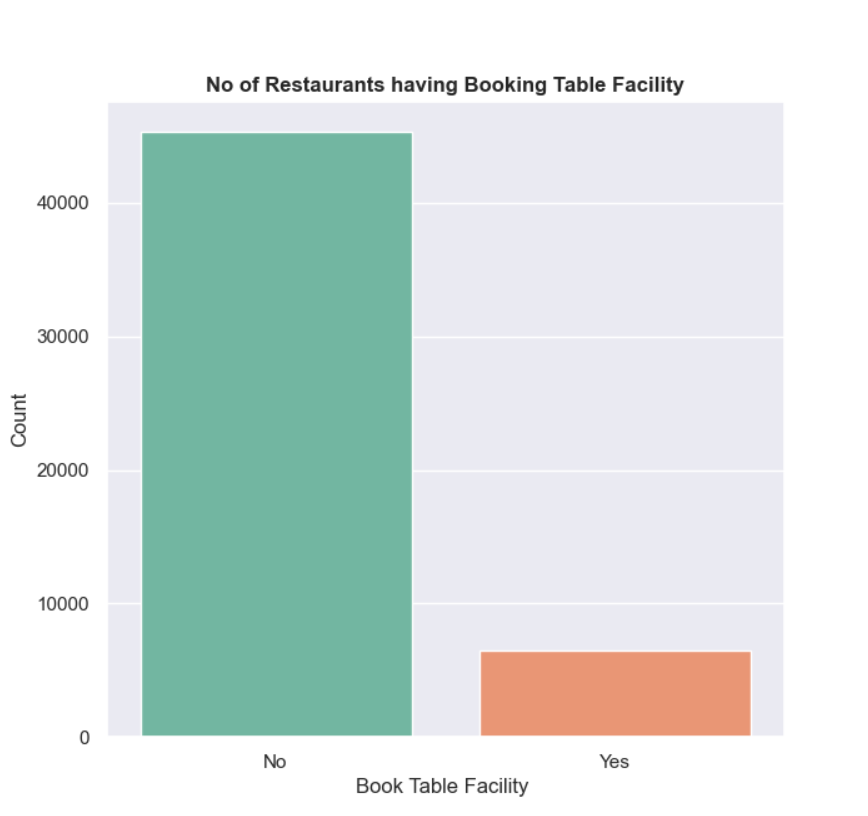 No of Restaurants having Booking Table Facility
40000
30000
20000
10000
0
Count
No Yes
Book Table Facility